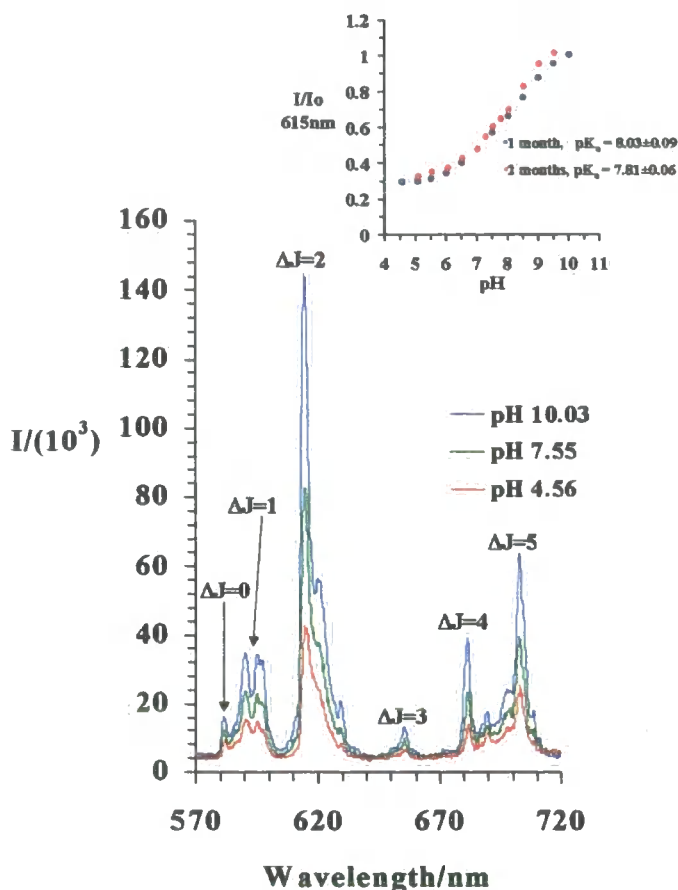 1.2
1
0.8
0.6
0.4
0.2
0
I/Io
615nm
1 month, pKa = 8.03±0.09
2 months, pKa = 7.81±0.06
4 5 6 7 8 9 10 11
pH
160
140
120
100
80
60
40
20
0
I/(10³)
ΔJ=2
ΔJ=1
ΔJ=0
ΔJ=3
ΔJ=4
ΔJ=5
pH 10.03
pH 7.55
pH 4.56
570 620 670 720
Wavelength/nm